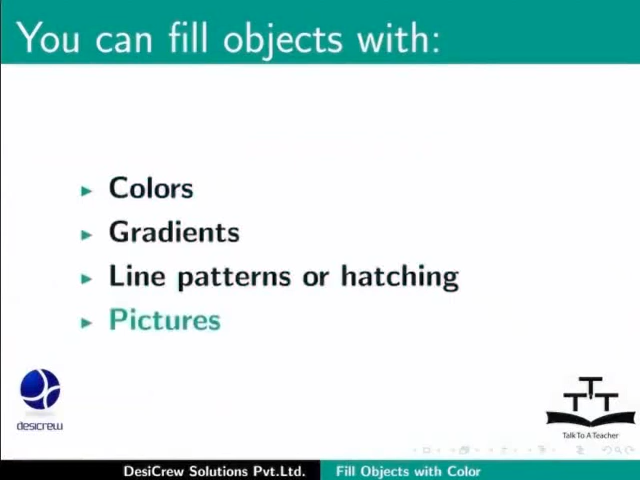 You can fill objects with:
Colors
Gradients
Line patterns or hatching
Pictures
desicrew
TTT
Talk To A Teacher
DesiCrew Solutions Pvt.Ltd.
Fill Objects with Color